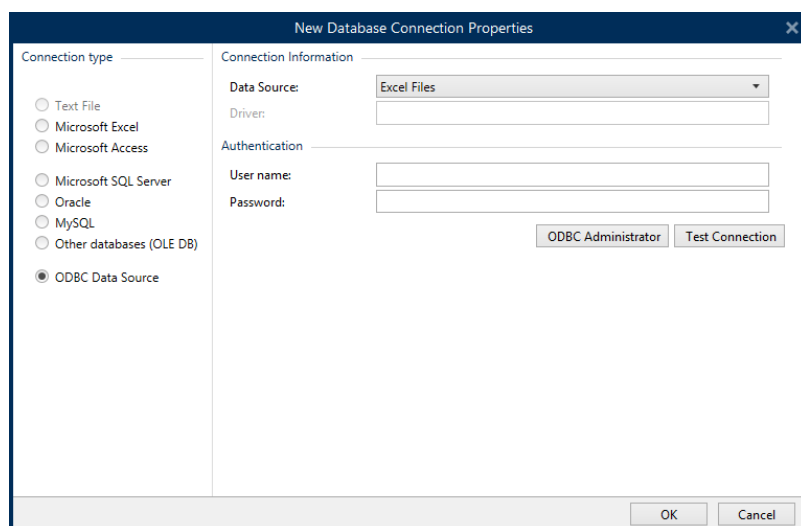 New Database Connection Properties
Connection type
Text File
Microsoft Excel
Microsoft Access
Microsoft SQL Server
Oracle
MySQL
Other databases (OLE DB)
ODBC Data Source
Connection Information
Data Source: Excel Files
Driver:
Authentication
User name:
Password:
ODBC Administrator Test Connection
OK Cancel